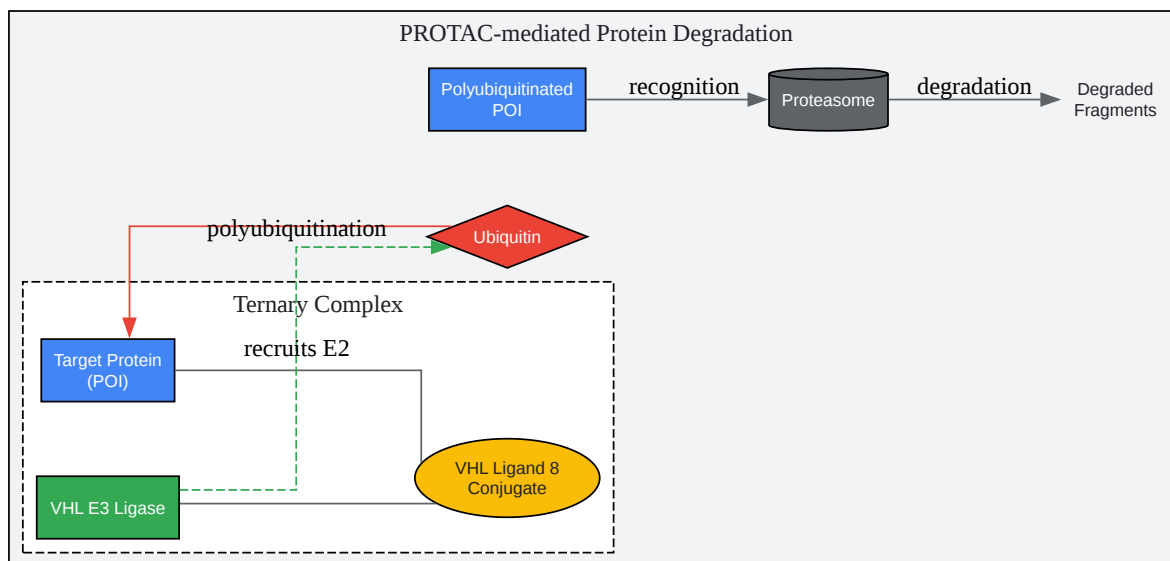 PROTAC-mediated Protein Degradation
Polyubiquitinated
POI
recognition
Proteasome
degradation
Degraded
Fragments
polyubiquitination
Ubiquitin
Ternary Complex
recruits E2
Target Protein
(POI)
VHL Ligand 8
Conjugate
VHL E3 Ligase